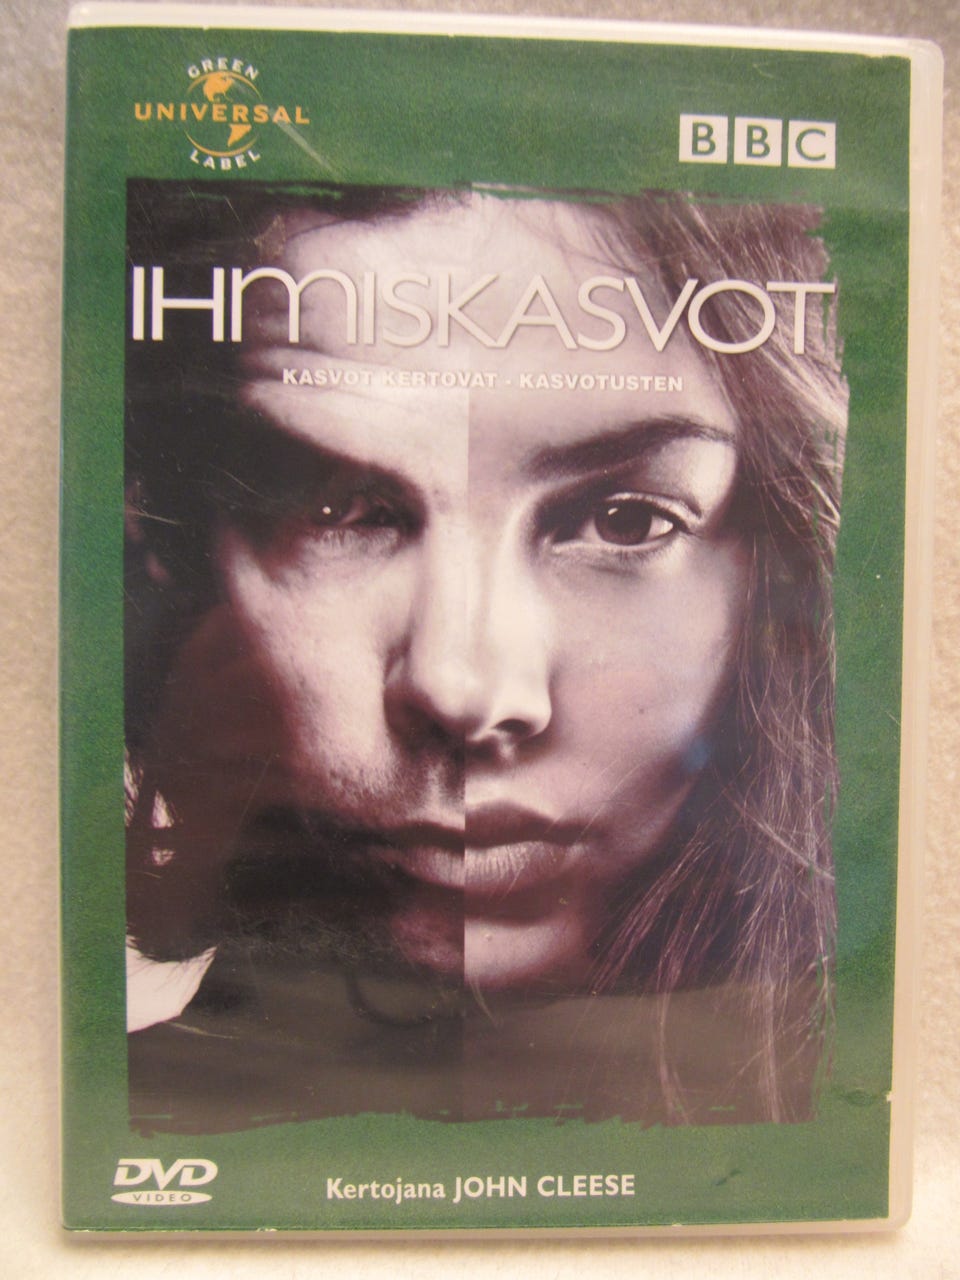 GREEN
UNIVERSAL
LABEL
BBC
IHMISKASVOT
KASVOT KERTOVAT - KASVOTUSTEN
DVD
VIDEO
Kertojana JOHN CLEESE